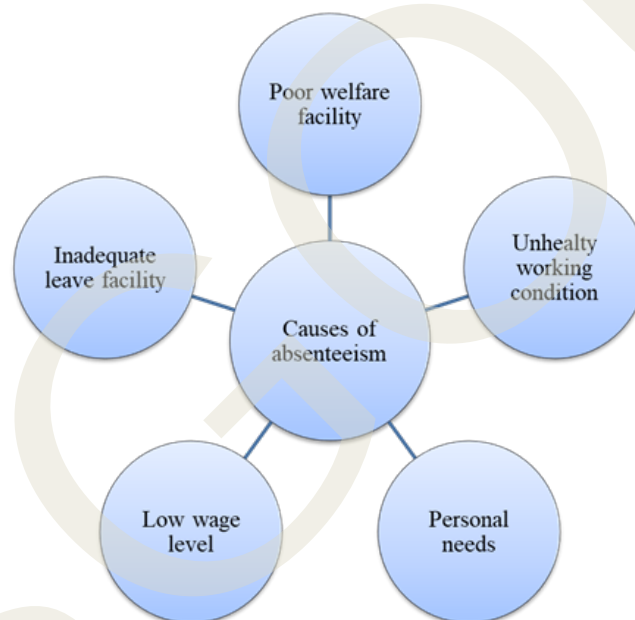 Poor welfare
facility
Inadequate
leave facility
Unhealty
working
condition
Causes of
absenteeism
Low wage
level
Personal
needs